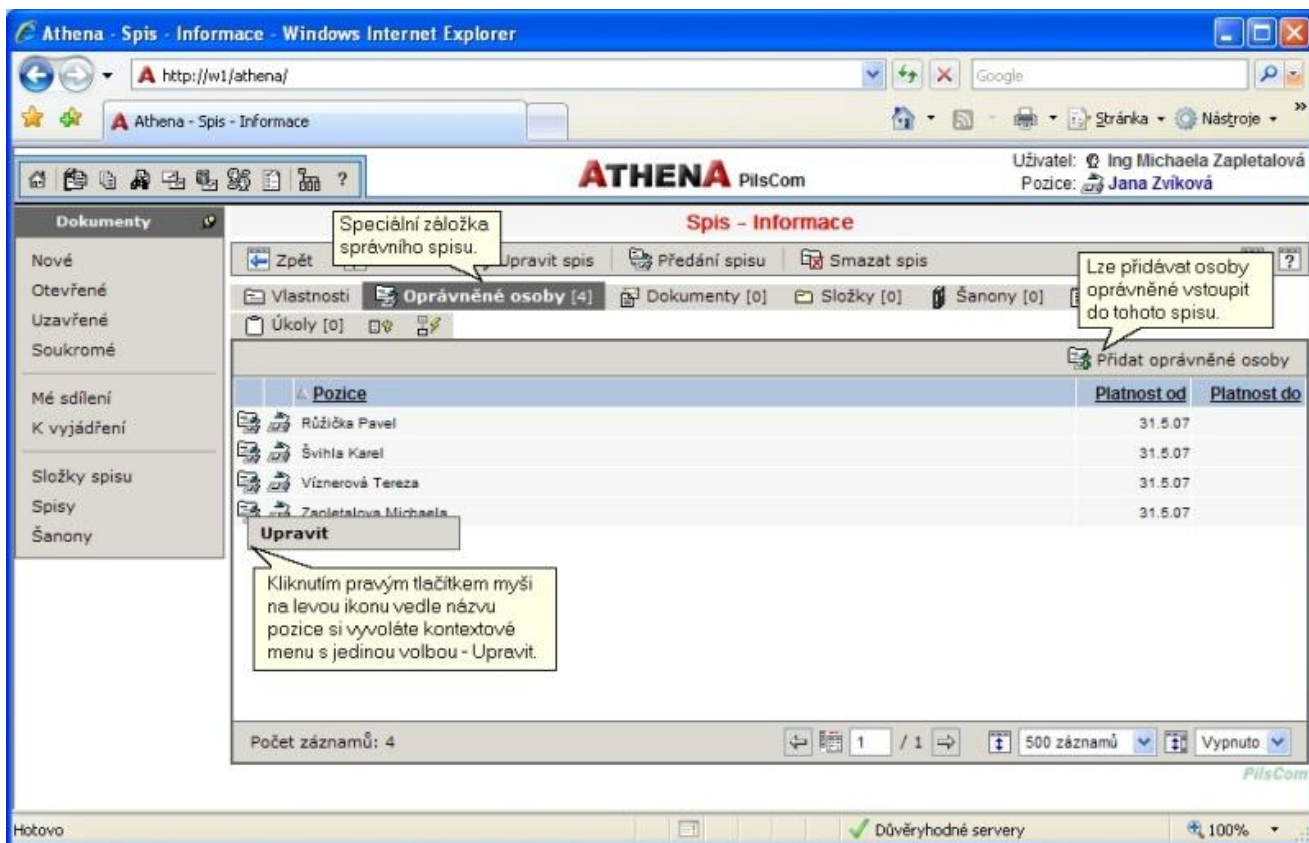 Athena - Spis - Informace - Windows Internet Explorer
http://w1/athena/
Google
Athena - Spis - Informace
Stránka
Nástroje
»
ATHENA PilsCom
Uživatel: Ing Michaela Zapletalová
Pozice: Jana Zvíková
?
Dokumenty
Nové
Otevřené
Uzavřené
Soukromé
Mé sdílení
K vyjádření
Složky spisu
Spisy
Šanony
Spis - Informace
Speciální záložka
správního spisu.
Zpět
Upravit spis
Předání spisu
Smazat spis
?
Lze přidávat osoby
oprávněné vstoupit
do tohoto spisu.
Vlastnosti
Oprávněné osoby [4]
Dokumenty [0]
Složky [0]
Šanony [0]
Úkoly [0]
Přidat oprávněné osoby
Pozice Platnost od Platnost do
Růžička Pavel 31.5.07
Švihla Karel 31.5.07
Víznerová Tereza 31.5.07
Zapletalova Michaela 31.5.07
Upravit
Kliknutím pravým tlačítkem myši
na levou ikonu vedle názvu
pozice si vyvoláte kontextové
menu s jedinou volbou - Upravit.
Počet záznamů: 4
1 / 1
500 záznamů
Vypnuto
PilsCom
Hotovo
Důvěryhodné servery
100%